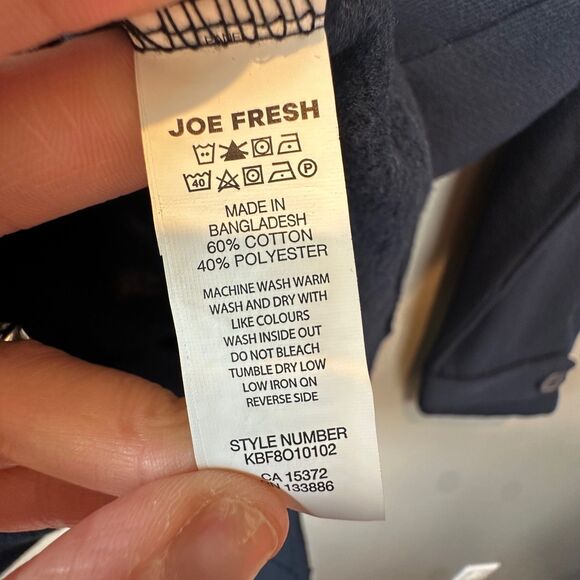 JOE FRESH
40
P
MADE IN
BANGLADESH
60% COTTON
40% POLYESTER
MACHINE WASH WARM
WASH AND DRY WITH
LIKE COLOURS
WASH INSIDE OUT
DO NOT BLEACH
TUMBLE DRY LOW
LOW IRON ON
REVERSE SIDE
STYLE NUMBER
KBF8O10102
CA 15372
133886